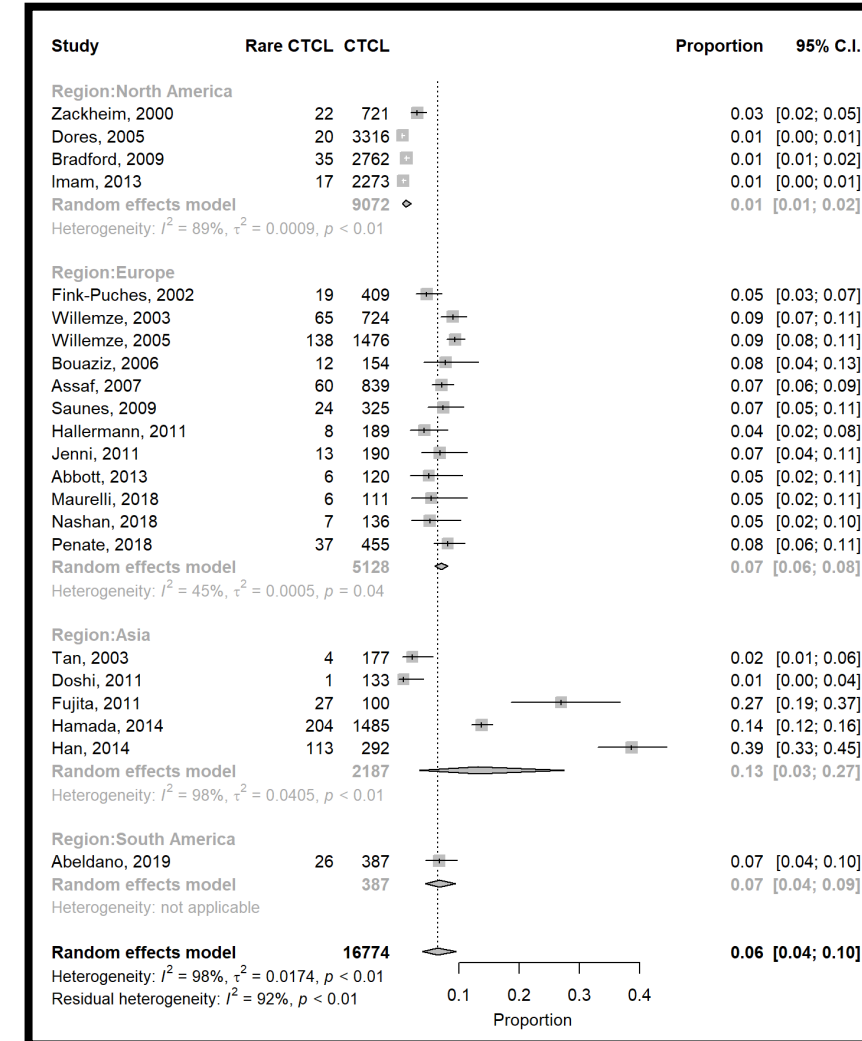 Study Rare CTCL CTCL Proportion 95% C.I.
Region:North America
Zackheim, 2000 22 721 0.03 [0.02; 0.05]
Dores, 2005 20 3316 0.01 [0.00; 0.01]
Bradford, 2009 35 2762 0.01 [0.01; 0.02]
Imam, 2013 17 2273 0.01 [0.00; 0.01]
Random effects model 9072 0.01 [0.01; 0.02]
Heterogeneity: I² = 89%, τ² = 0.0009, p < 0.01
Region:Europe
Fink-Puches, 2002 19 409 0.05 [0.03; 0.07]
Willemze, 2003 65 724 0.09 [0.07; 0.11]
Willemze, 2005 138 1476 0.09 [0.08; 0.11]
Bouaziz, 2006 12 154 0.08 [0.04; 0.13]
Assaf, 2007 60 839 0.07 [0.06; 0.09]
Saunes, 2009 24 325 0.07 [0.05; 0.11]
Hallermann, 2011 8 189 0.04 [0.02; 0.08]
Jenni, 2011 13 190 0.07 [0.04; 0.11]
Abbott, 2013 6 120 0.05 [0.02; 0.11]
Maurelli, 2018 6 111 0.05 [0.02; 0.11]
Nashan, 2018 7 136 0.05 [0.02; 0.10]
Penate, 2018 37 455 0.08 [0.06; 0.11]
Random effects model 5128 0.07 [0.06; 0.08]
Heterogeneity: I² = 45%, τ² = 0.0005, p = 0.04
Region:Asia
Tan, 2003 4 177 0.02 [0.01; 0.06]
Doshi, 2011 1 133 0.01 [0.00; 0.04]
Fujita, 2011 27 100 0.27 [0.19; 0.37]
Hamada, 2014 204 1485 0.14 [0.12; 0.16]
Han, 2014 113 292 0.39 [0.33; 0.45]
Random effects model 2187 0.13 [0.03; 0.27]
Heterogeneity: I² = 98%, τ² = 0.0405, p < 0.01
Region:South America
Abeldano, 2019 26 387 0.07 [0.04; 0.10]
Random effects model 387 0.07 [0.04; 0.09]
Heterogeneity: not applicable
Random effects model 16774 0.06 [0.04; 0.10]
Heterogeneity: I² = 98%, τ² = 0.0174, p < 0.01
Residual heterogeneity: I² = 92%, p < 0.01
0.1 0.2 0.3 0.4
Proportion